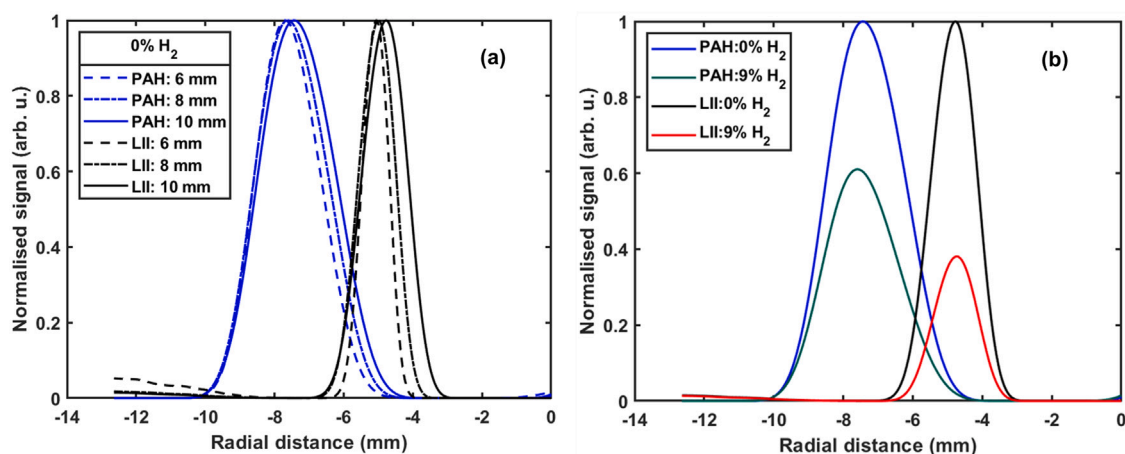 0% H2
PAH: 6 mm
PAH: 8 mm
PAH: 10 mm
LII: 6 mm
LII: 8 mm
LII: 10 mm
(a)
Normalised signal (arb. u.)
1
0.8
0.6
0.4
0.2
0
-14 -12 -10 -8 -6 -4 -2 0
Radial distance (mm)
PAH:0% H2
PAH:9% H2
LII:0% H2
LII:9% H2
(b)
Normalised signal (arb. u.)
1
0.8
0.6
0.4
0.2
0
-14 -12 -10 -8 -6 -4 -2 0
Radial distance (mm)